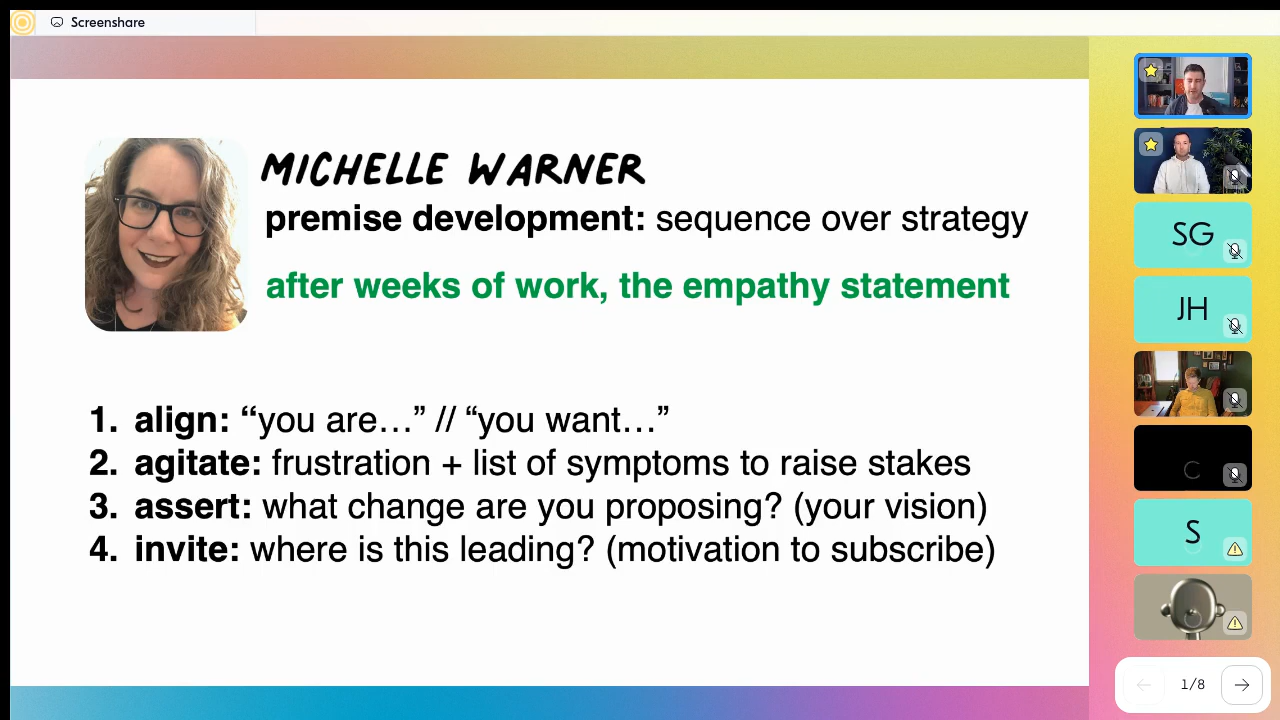 Screenshare
MICHELLE WARNER
premise development: sequence over strategy
after weeks of work, the empathy statement
1. align: “you are…” // “you want…”
2. agitate: frustration + list of symptoms to raise stakes
3. assert: what change are you proposing? (your vision)
4. invite: where is this leading? (motivation to subscribe)
SG
JH
C
S
1/8